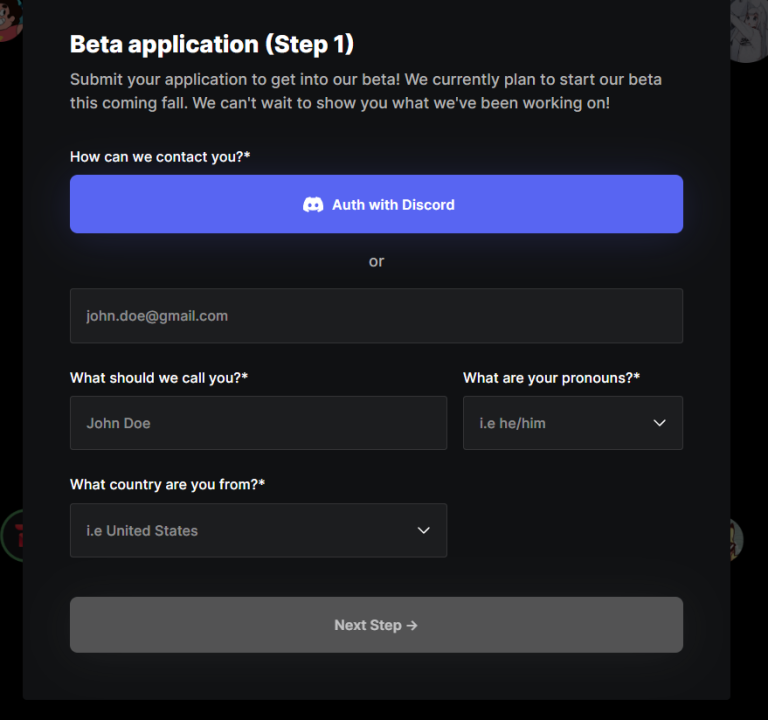 Beta application (Step 1)
Submit your application to get into our beta! We currently plan to start our beta
this coming fall. We can't wait to show you what we've been working on!
How can we contact you?*
Auth with Discord
or
john.doe@gmail.com
What should we call you?*
What are your pronouns?*
John Doe
i.e he/him
What country are you from?*
i.e United States
Next Step →